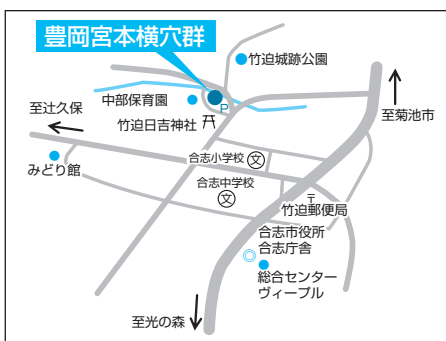 豊岡宮本横穴群
竹迫城跡公園
中部保育園
P
至菊池市
至辻久保
竹迫日吉神社
みどり館
合志小学校
文
合志中学校
文
〒
竹迫郵便局
合志市役所
合志庁舎
総合センター
ヴィーブル
至光の森